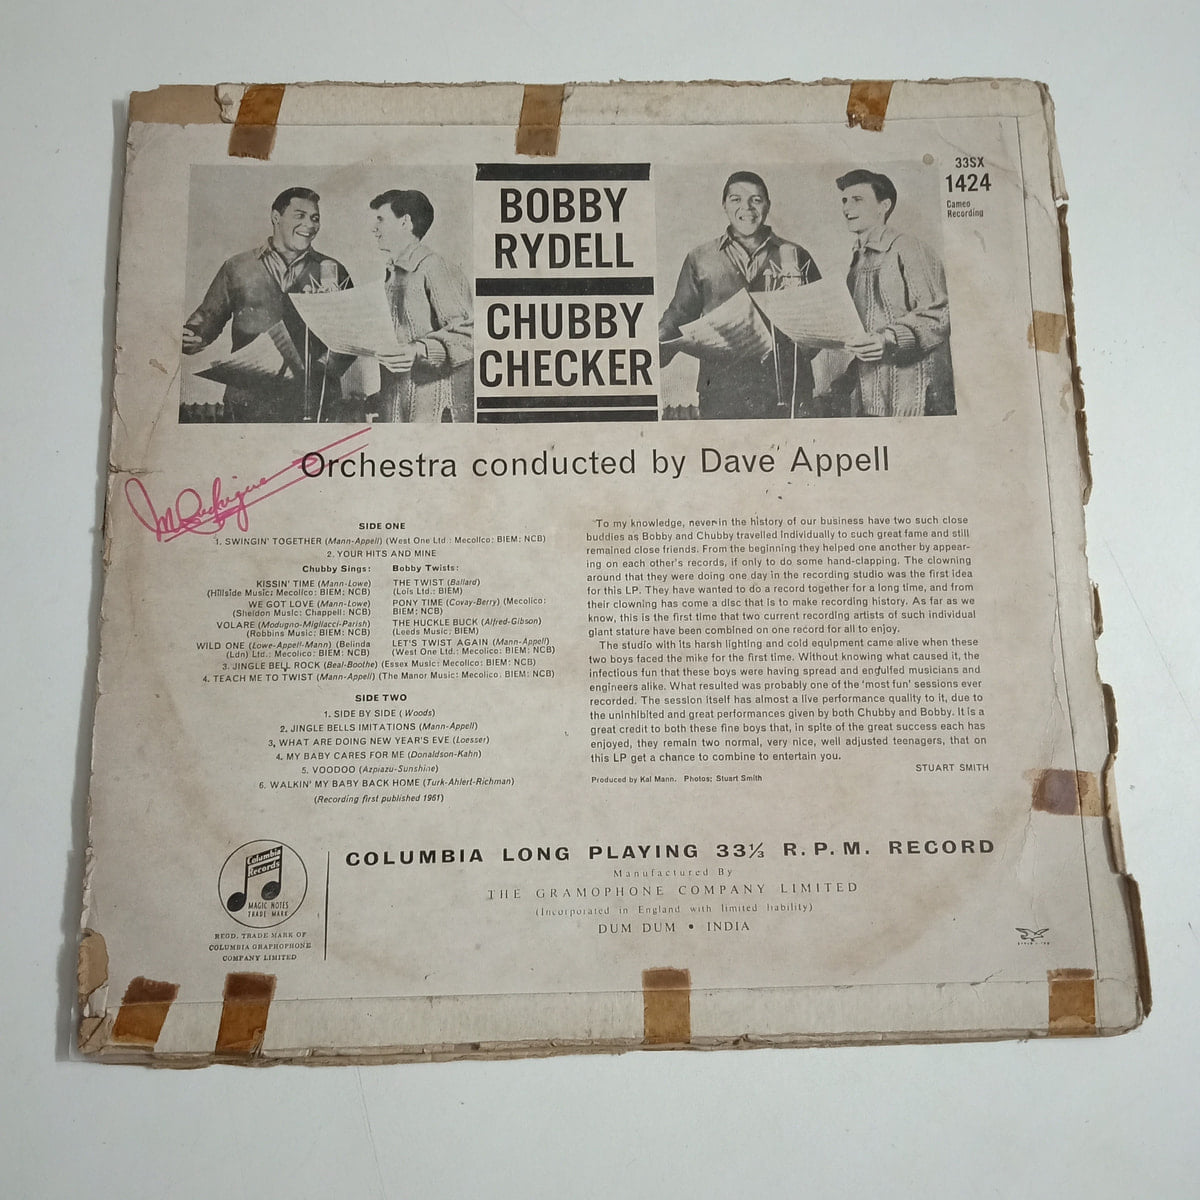 BOBBY
RYDELL
CHUBBY
CHECKER
33SX
1424
Cameo
Recording
Orchestra conducted by Dave Appell
SIDE ONE
1. SWINGIN' TOGETHER (Mann-Appell) (West One Ltd.: Mecolico: BIEM: NCB)
2. YOUR HITS AND MINE
Chubby Sings:
KISSIN' TIME (Mann-Lowe)
(Hillside Music: Mecolico: BIEM: NCB)
WE GOT LOVE (Mann-Lowe)
(Sheldon Music: Chappell: NCB)
VOLARE (Modugno-Migliacci-Parish)
(Robbins Music: BIEM: NCB)
WILD ONE (Lowe-Appell-Mann) (Belinda
(Ldn) Ltd.: Mecolico: BIEM: NCB)
Bobby Twists:
THE TWIST (Ballard)
(Lois Ltd.: BIEM)
PONY TIME (Covay-Berry) (Mecolico:
BIEM: NCB)
THE HUCKLE BUCK (Alfred-Gibson)
(Leeds Music: BIEM)
LET'S TWIST AGAIN (Mann-Appell)
(West One Ltd.: Mecolico: BIEM: NCB)
3. JINGLE BELL ROCK (Beal-Boothe) (Essex Music: Mecolico: BIEM: NCB)
4. TEACH ME TO TWIST (Mann-Appell) (The Manor Music: Mecolico: BIEM: NCB)
SIDE TWO
1. SIDE BY SIDE (Woods)
2. JINGLE BELLS IMITATIONS (Mann-Appell)
3. WHAT ARE DOING NEW YEAR'S EVE (Loesser)
4. MY BABY CARES FOR ME (Donaldson-Kahn)
5. VOODOO (Azpiazu-Sunshine)
6. WALKIN' MY BABY BACK HOME (Turk-Ahlert-Richman)
(Recording first published 1961)
To my knowledge, never in the history of our business have two such close
buddies as Bobby and Chubby travelled individually to such great fame and still
remained close friends. From the beginning they helped one another by appear-
ing on each other's records, if only to do some hand-clapping. The clowning
around that they were doing one day in the recording studio was the first idea
for this LP. They have wanted to do a record together for a long time, and from
their clowning has come a disc that is to make recording history. As far as we
know, this is the first time that two current recording artists of such individual
giant stature have been combined on one record for all to enjoy.
The studio with its harsh lighting and cold equipment came alive when these
two boys faced the mike for the first time. Without knowing what caused it, the
infectious fun that these boys were having spread and engulfed musicians and
engineers alike. What resulted was probably one of the 'most fun' sessions ever
recorded. The session itself has almost a live performance quality to it, due to
the uninhibited and great performances given by both Chubby and Bobby. It is a
great credit to both these fine boys that, in spite of the great success each has
enjoyed, they remain two normal, very nice, well adjusted teenagers, that on
this LP get a chance to combine to entertain you.
STUART SMITH
Produced by Kal Mann. Photos: Stuart Smith
Columbia
Records
MAGIC NOTES
TRADE MARK
REGD. TRADE MARK OF
COLUMBIA GRAPHOPHONE
COMPANY LIMITED
COLUMBIA LONG PLAYING 33⅓ R.P.M. RECORD
Manufactured By
THE GRAMOPHONE COMPANY LIMITED
(Incorporated in England with limited liability)
DUM DUM • INDIA